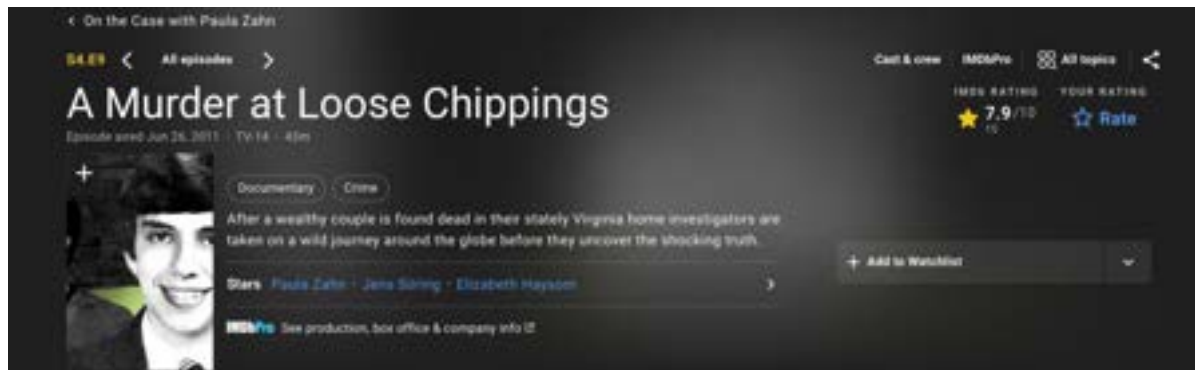 < On the Case with Paula Zahn
S4.E9 < All episodes >
Cast & crew IMDbPro All topics
A Murder at Loose Chippings
IMDb RATING YOUR RATING
7.9/10 Rate
Episode aired Jun 26, 2011 · TV-14 · 43m
Documentary Crime
After a wealthy couple is found dead in their stately Virginia home investigators are
taken on a wild journey around the globe before they uncover the shocking truth.
+ Add to Watchlist
Stars Paula Zahn · Jens Söring · Elizabeth Haysom
IMDbPro See production, box office & company info